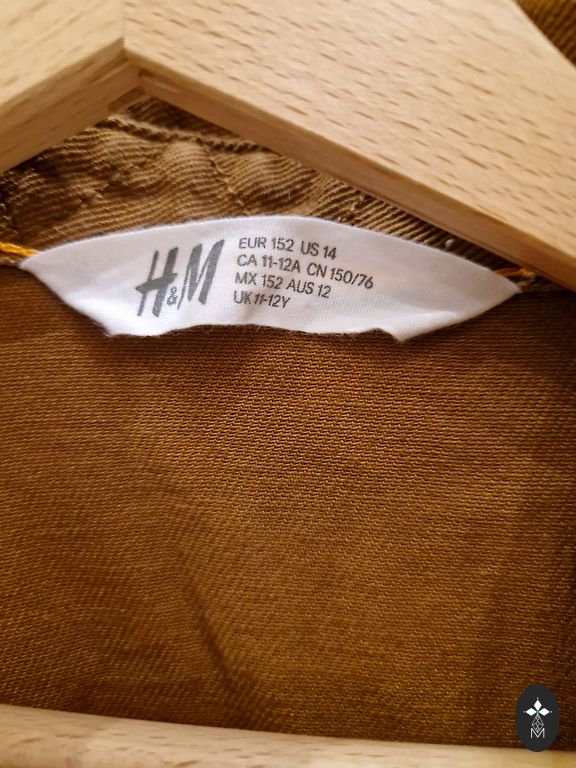 H&M
EUR 152 US 14
CA 11-12A CN 150/76
MX 152 AUS 12
UK 11-12Y
M